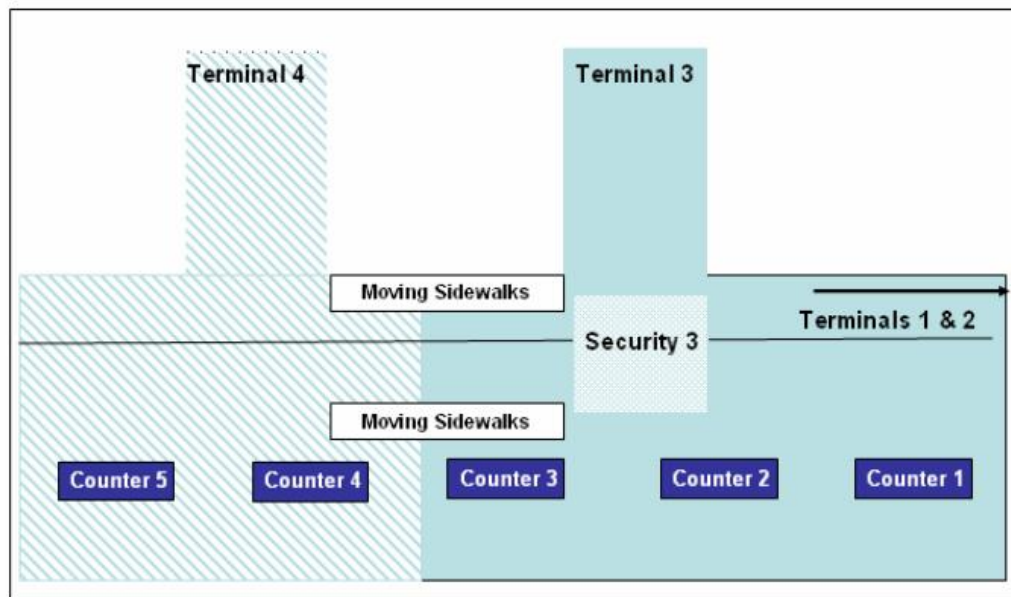 Terminal 4
Terminal 3
Moving Sidewalks
Terminals 1 & 2
Security 3
Moving Sidewalks
Counter 5
Counter 4
Counter 3
Counter 2
Counter 1